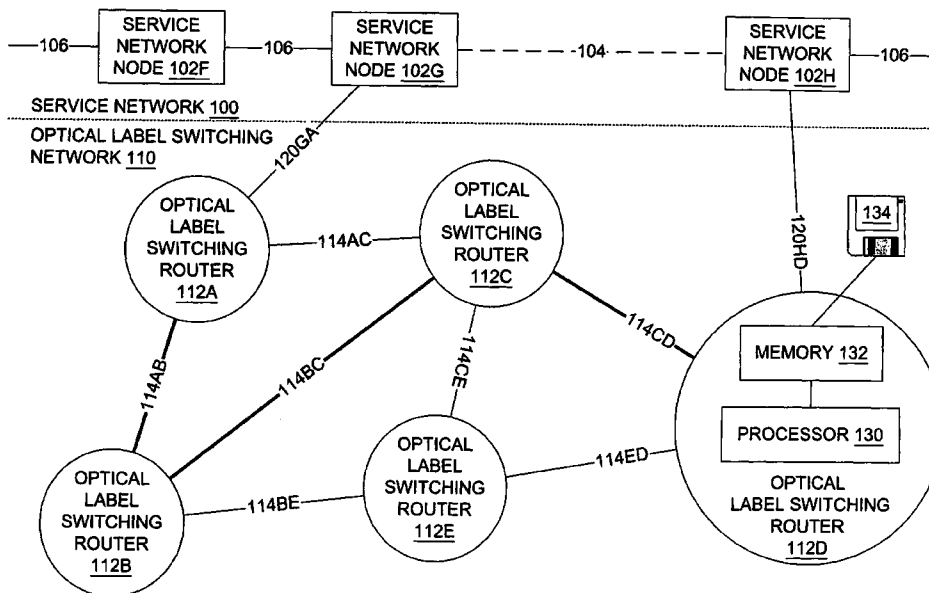 106
SERVICE
NETWORK
NODE 102F
106
SERVICE
NETWORK
NODE 102G
104
SERVICE
NETWORK
NODE 102H
106
SERVICE NETWORK 100
OPTICAL LABEL SWITCHING
NETWORK 110
120GA
120HD
OPTICAL
LABEL
SWITCHING
ROUTER
112A
114AC
OPTICAL
LABEL
SWITCHING
ROUTER
112C
134
114AB
114BC
114CE
114CD
MEMORY 132
PROCESSOR 130
OPTICAL
LABEL SWITCHING
ROUTER
112D
OPTICAL
LABEL
SWITCHING
ROUTER
112B
114BE
OPTICAL
LABEL
SWITCHING
ROUTER
112E
114ED